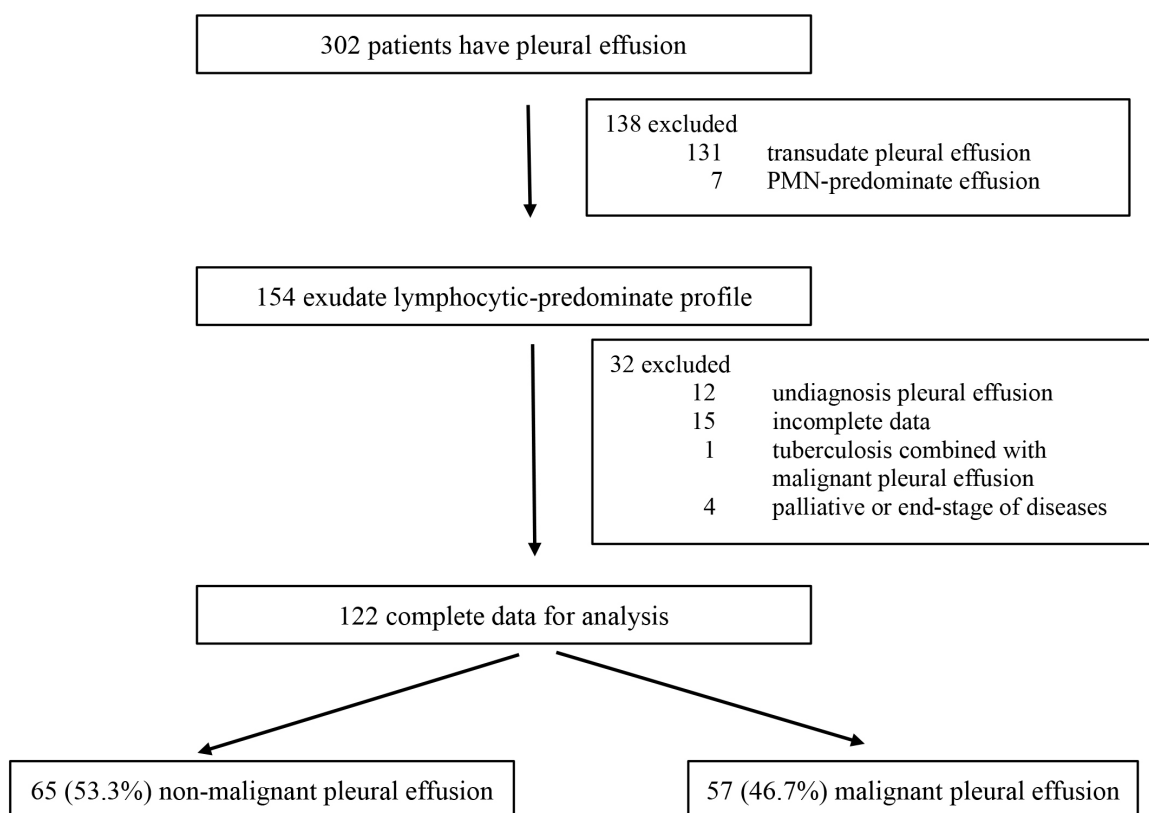 302 patients have pleural effusion
138 excluded
131 transudate pleural effusion
7 PMN-predominate effusion
154 exudate lymphocytic-predominate profile
32 excluded
12 undiagnosis pleural effusion
15 incomplete data
1 tuberculosis combined with
malignant pleural effusion
4 palliative or end-stage of diseases
122 complete data for analysis
65 (53.3%) non-malignant pleural effusion
57 (46.7%) malignant pleural effusion